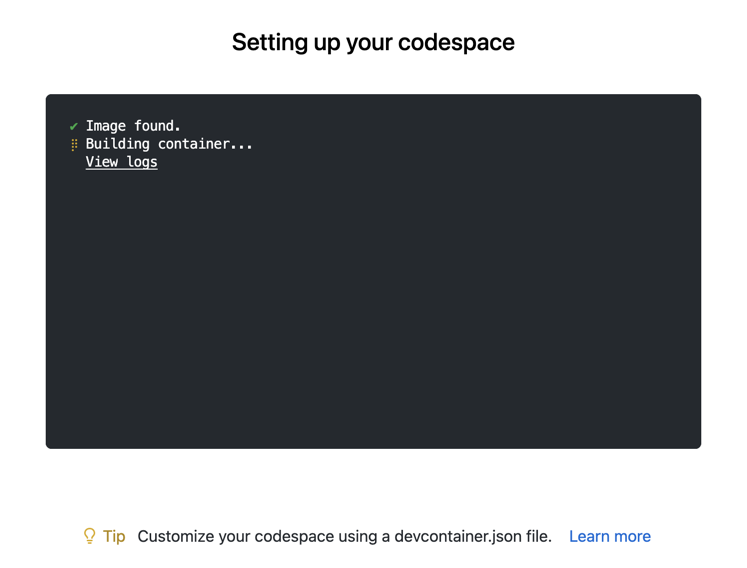 Setting up your codespace
✔ Image found.
⣻ Building container...
View logs
Tip Customize your codespace using a devcontainer.json file. Learn more